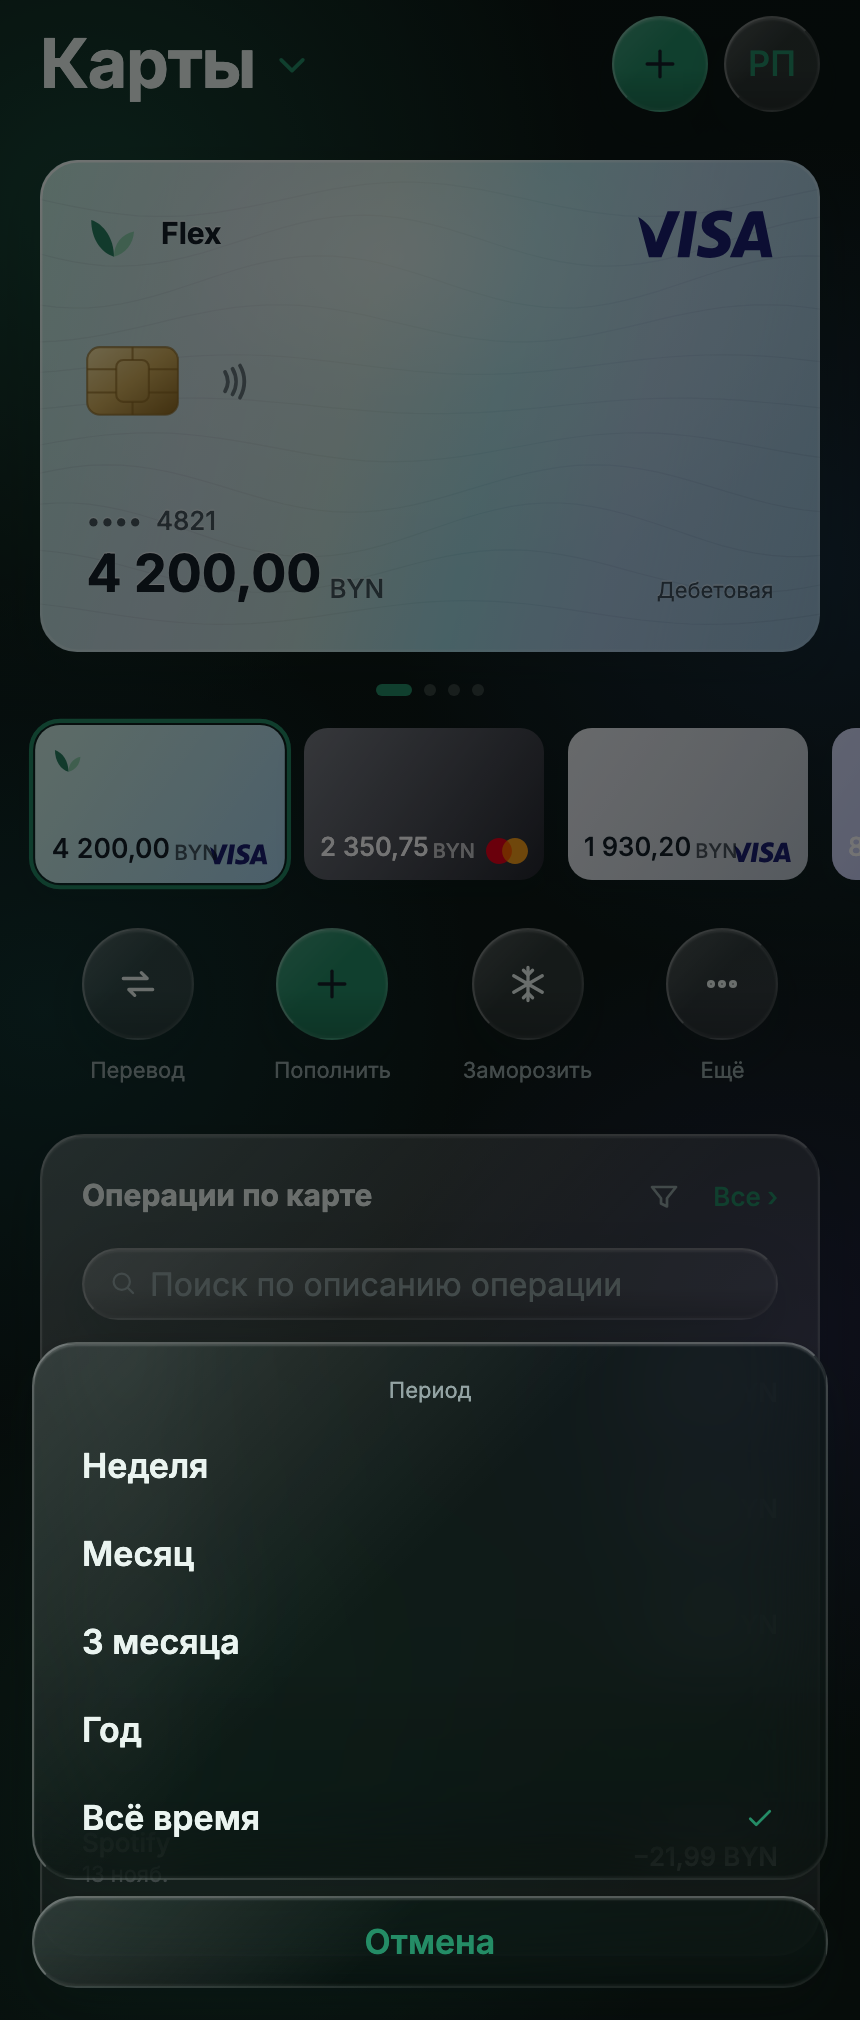 Карты
РП
Flex
VISA
•••• 4821
4 200,00 BYN
Дебетовая
4 200,00 BYN VISA
2 350,75 BYN
1 930,20 BYN VISA
8
Перевод
Пополнить
Заморозить
Ещё
Операции по карте
Все ›
Поиск по описанию операции
Период
Неделя
Месяц
3 месяца
Год
Всё время
Spotify
–21,99 BYN
13 нояб.
Отмена